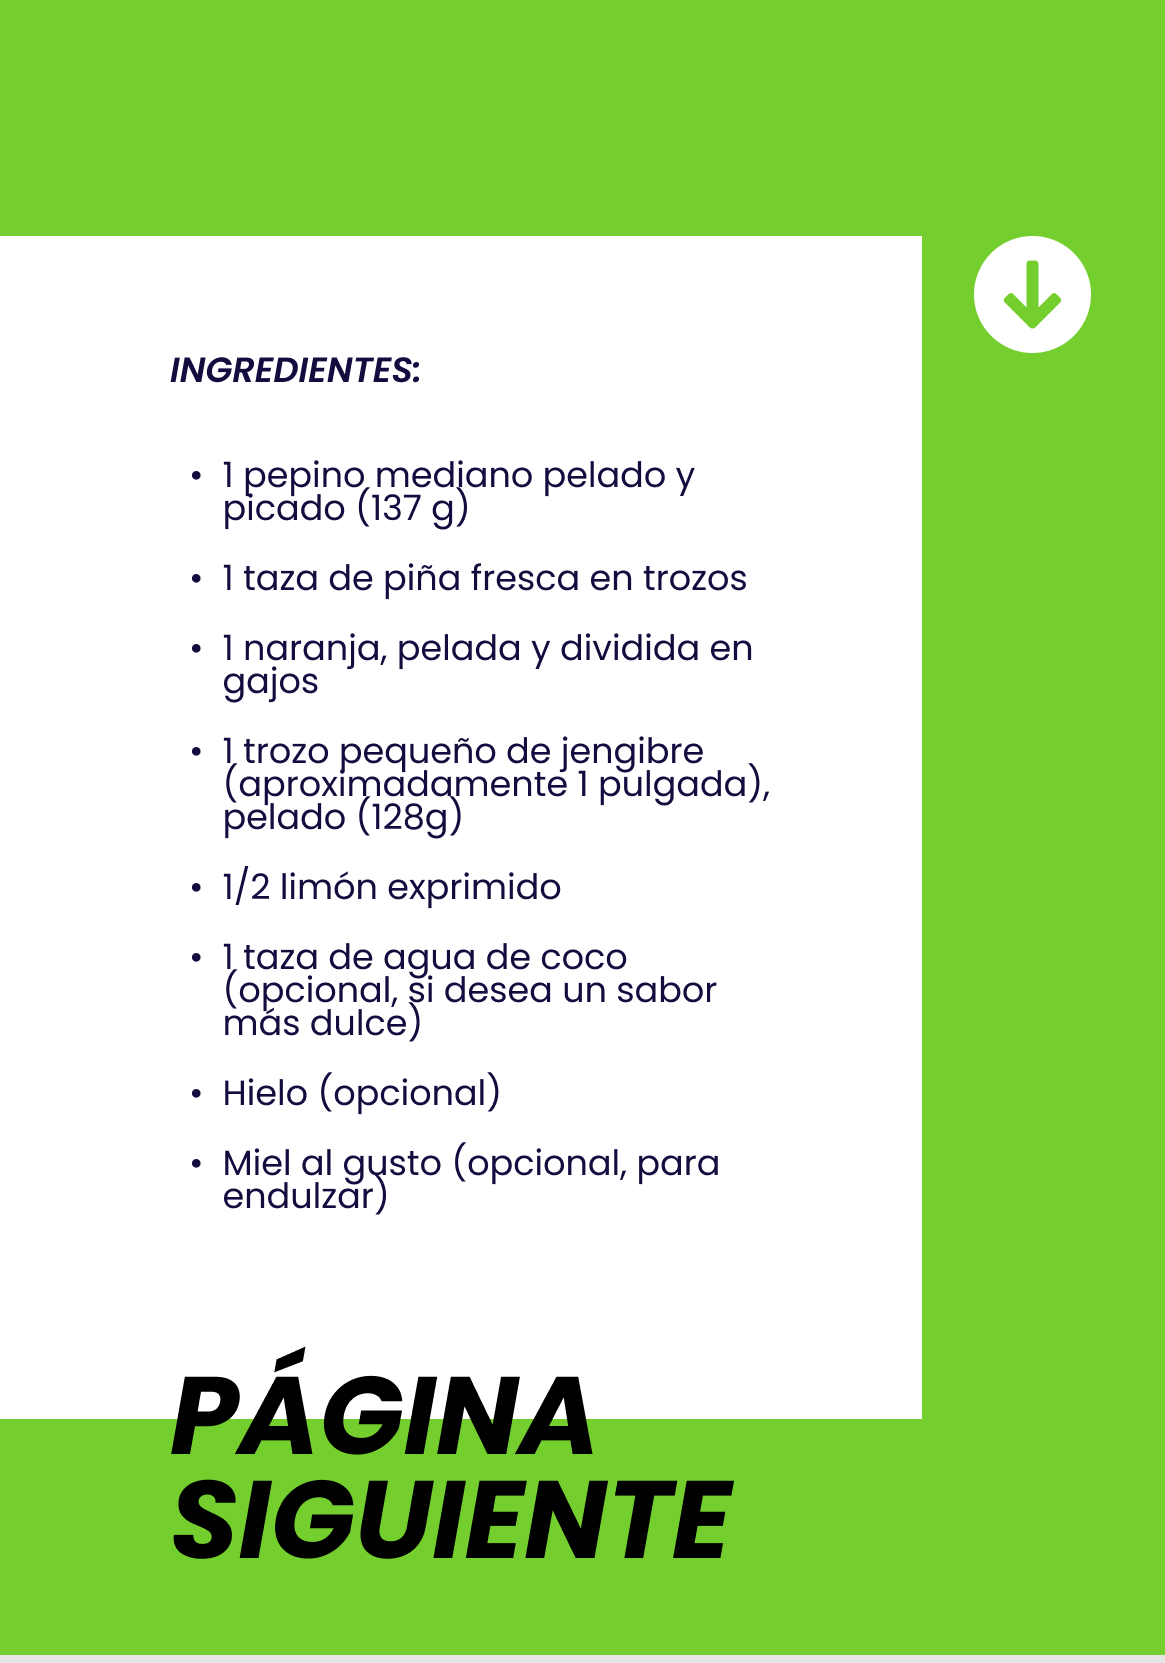 INGREDIENTES:
• 1 pepino mediano pelado y
picado (137 g)
• 1 taza de piña fresca en trozos
• 1 naranja, pelada y dividida en
gajos
• 1 trozo pequeño de jengibre
(aproximadamente 1 pulgada),
pelado (128g)
• 1/2 limón exprimido
• 1 taza de agua de coco
(opcional, si desea un sabor
más dulce)
• Hielo (opcional)
• Miel al gusto (opcional, para
endulzar)
PÁGINA
SIGUIENTE